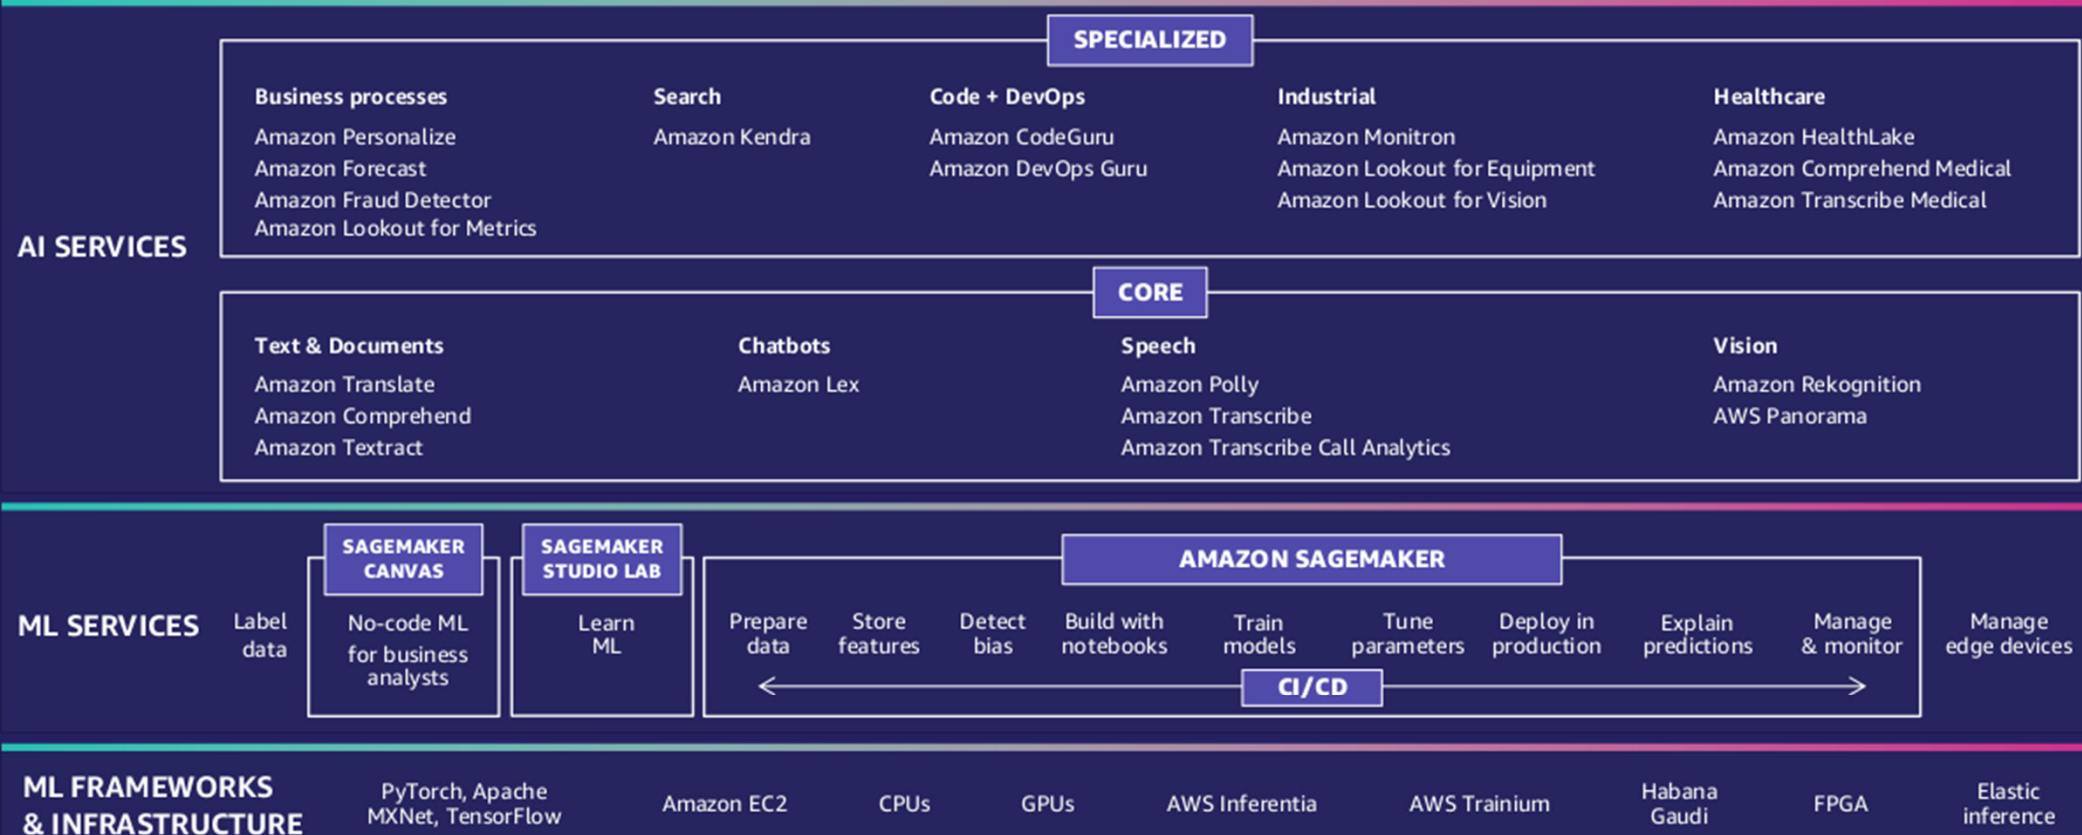 SPECIALIZED
Business processes
Amazon Personalize
Amazon Forecast
Amazon Fraud Detector
Amazon Lookout for Metrics
Search
Amazon Kendra
Code + DevOps
Amazon CodeGuru
Amazon DevOps Guru
Industrial
Amazon Monitron
Amazon Lookout for Equipment
Amazon Lookout for Vision
Healthcare
Amazon HealthLake
Amazon Comprehend Medical
Amazon Transcribe Medical
AI SERVICES
CORE
Text & Documents
Amazon Translate
Amazon Comprehend
Amazon Textract
Chatbots
Amazon Lex
Speech
Amazon Polly
Amazon Transcribe
Amazon Transcribe Call Analytics
Vision
Amazon Rekognition
AWS Panorama
ML SERVICES
Label
data
SAGEMAKER
CANVAS
No-code ML
for business
analysts
SAGEMAKER
STUDIO LAB
Learn
ML
AMAZON SAGEMAKER
Prepare
data
Store
features
Detect
bias
Build with
notebooks
Train
models
Tune
parameters
Deploy in
production
Explain
predictions
Manage
& monitor
CI/CD
Manage
edge devices
ML FRAMEWORKS
& INFRASTRUCTURE
PyTorch, Apache
MXNet, TensorFlow
Amazon EC2
CPUs
GPUs
AWS Inferentia
AWS Trainium
Habana
Gaudi
FPGA
Elastic
inference